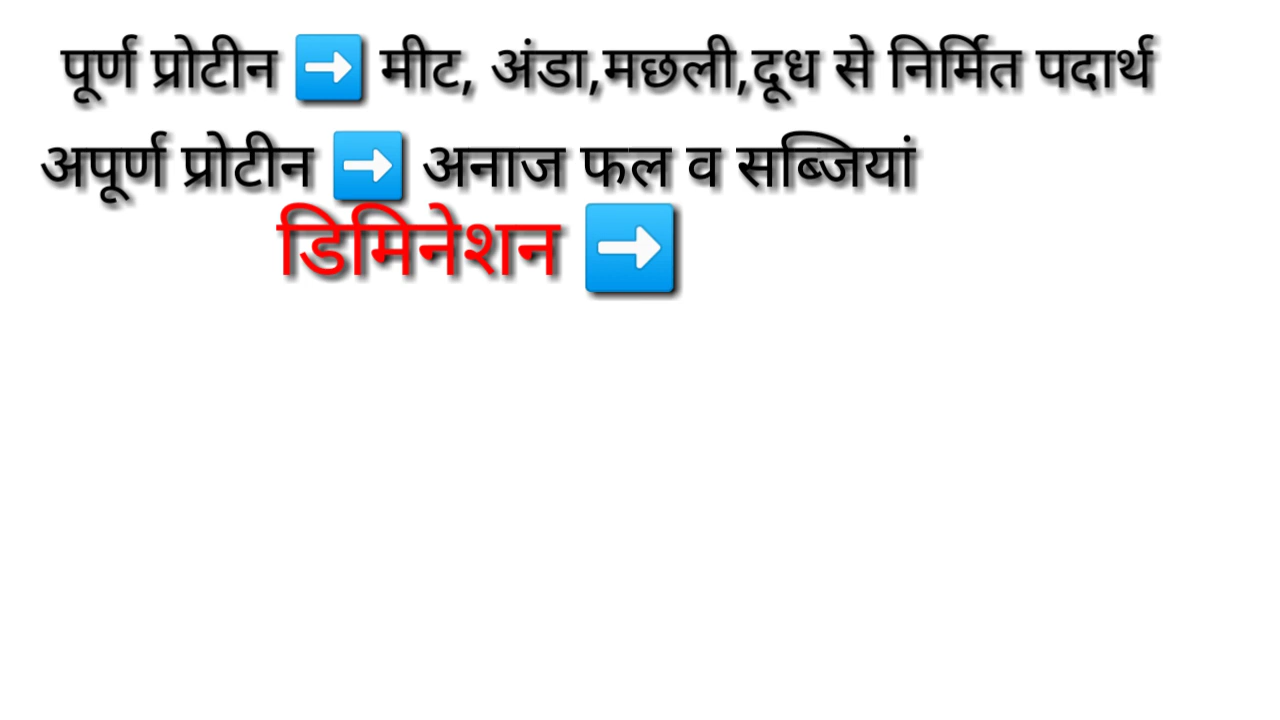 पूर्ण प्रोटीन ➡️ मीट, अंडा,मछली,दूध से निर्मित पदार्थ
अपूर्ण प्रोटीन ➡️ अनाज फल व सब्जियां
डिमिनेशन ➡️